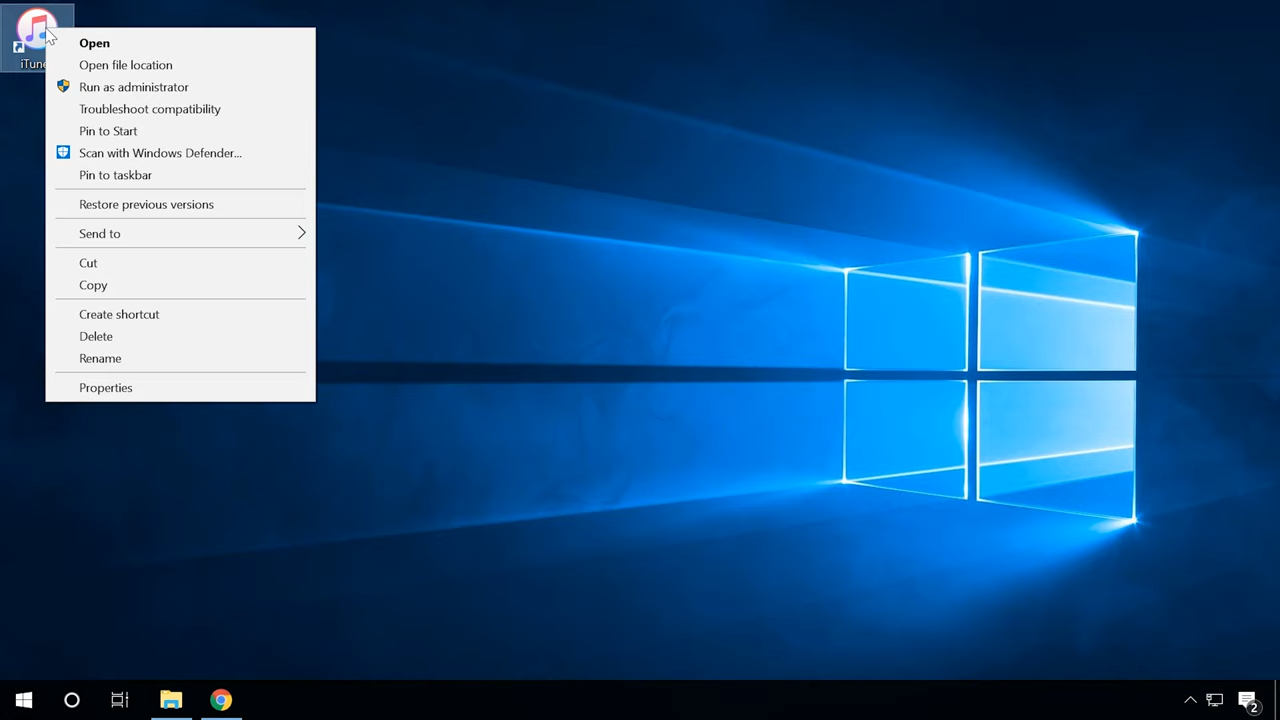 Open
Open file location
Run as administrator
Troubleshoot compatibility
Pin to Start
Scan with Windows Defender...
Pin to taskbar
Restore previous versions
Send to
Cut
Copy
Create shortcut
Delete
Rename
Properties
iTune
2